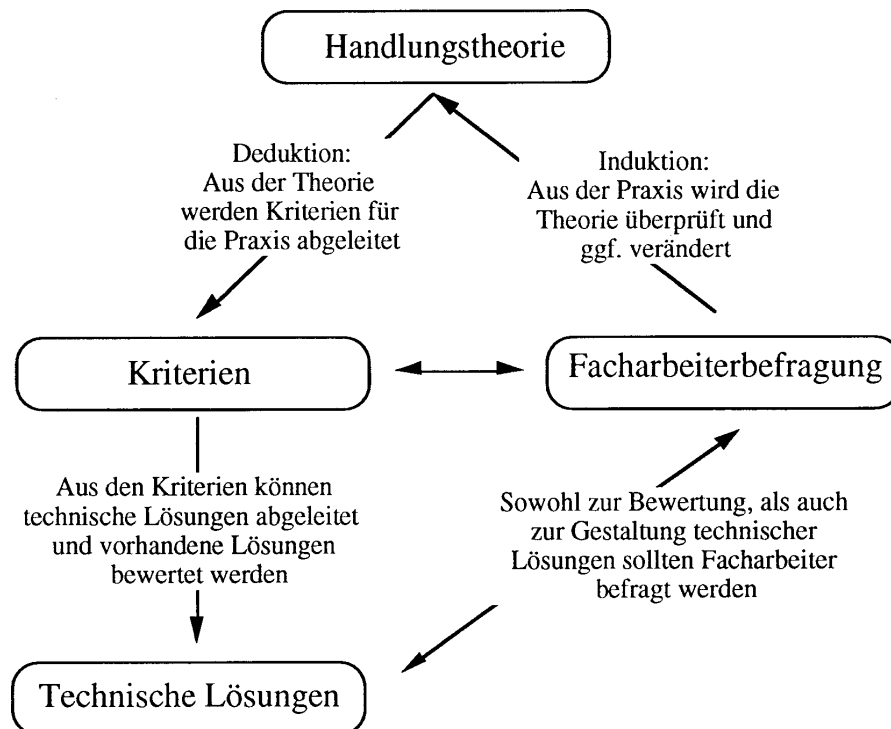 Handlungstheorie
Deduktion:
Aus der Theorie
werden Kriterien für
die Praxis abgeleitet
Induktion:
Aus der Praxis wird die
Theorie überprüft und
ggf. verändert
Kriterien
Facharbeiterbefragung
Aus den Kriterien können
technische Lösungen abgeleitet
und vorhandene Lösungen
bewertet werden
Sowohl zur Bewertung, als auch
zur Gestaltung technischer
Lösungen sollten Facharbeiter
befragt werden
Technische Lösungen